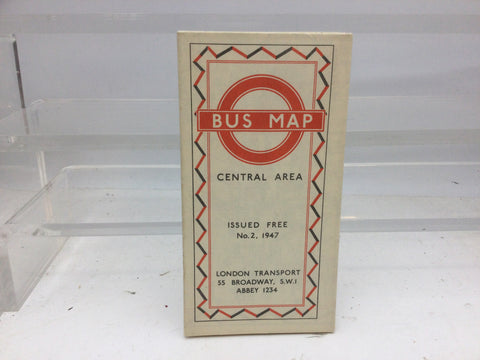 BUS MAP
CENTRAL AREA
ISSUED FREE
No. 2, 1947
LONDON TRANSPORT
55 BROADWAY, S.W.1
ABBEY 1234